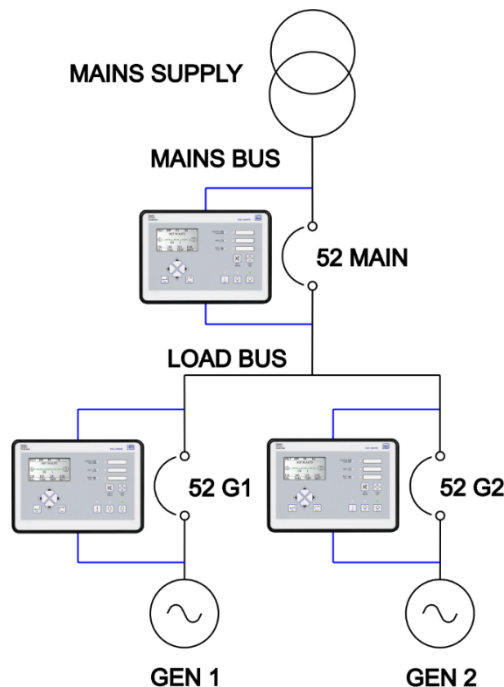 MAINS SUPPLY
MAINS BUS
52 MAIN
LOAD BUS
52 G1
52 G2
GEN 1
GEN 2